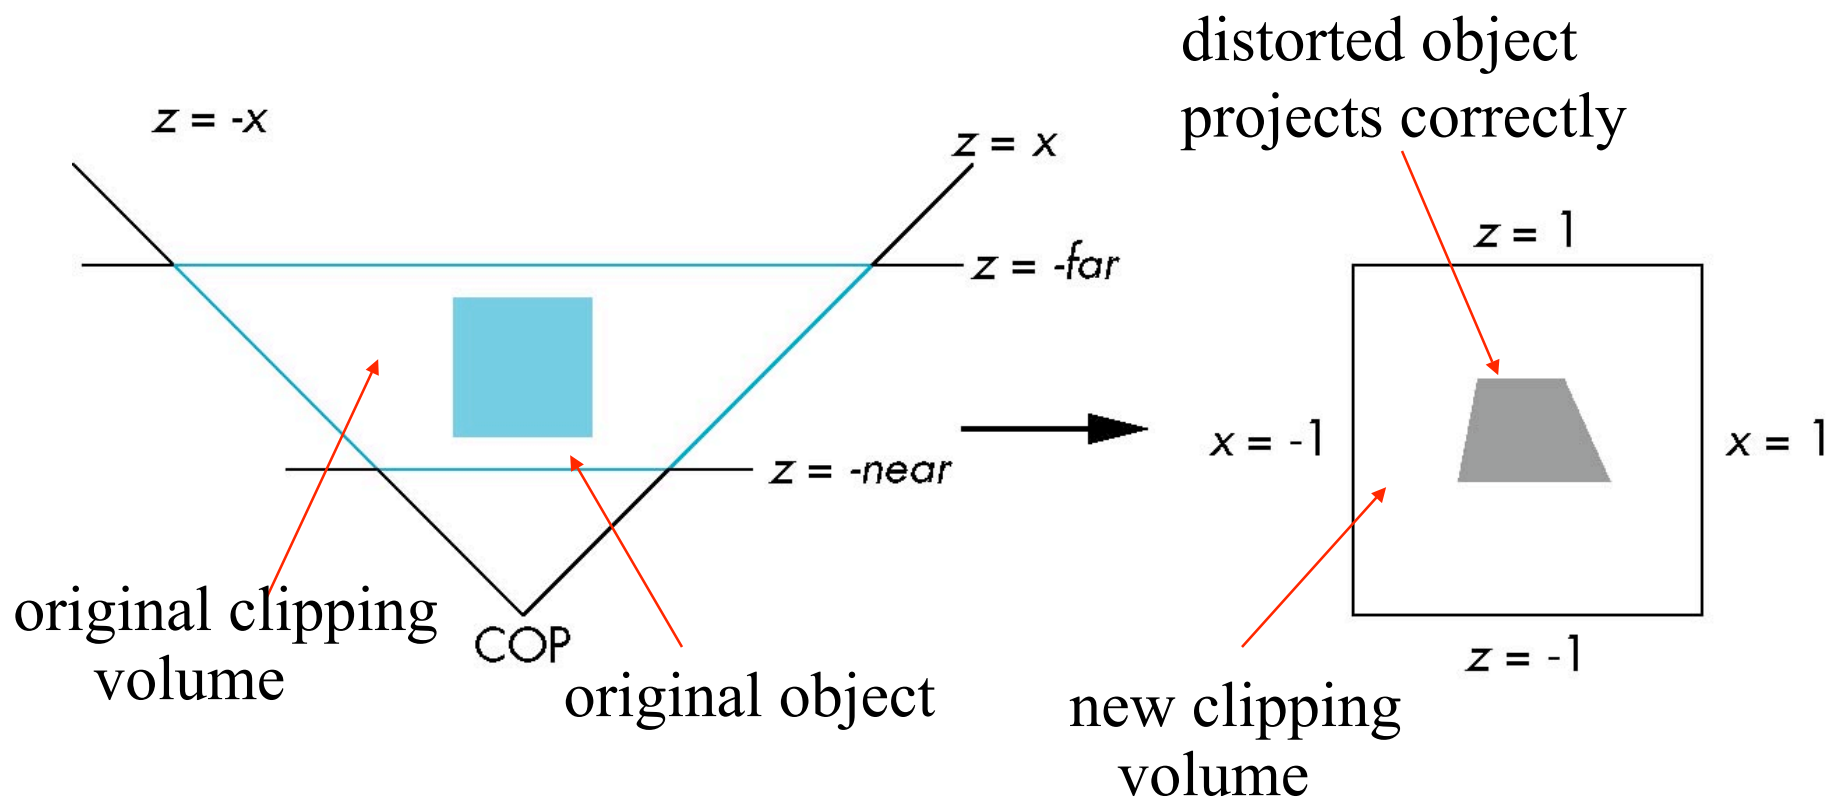 distorted object
projects correctly
z = -x
z = x
z = 1
z = -far
x = -1
x = 1
z = -near
original clipping
volume
COP
original object
z = -1
new clipping
volume